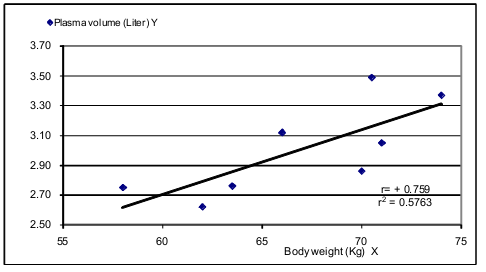 Plasma volume (Liter) Y
3.70
3.50
3.30
3.10
2.90
2.70
2.50
r= + 0.759
r² = 0.5763
55 60 65 70 75
Body weight (Kg) X